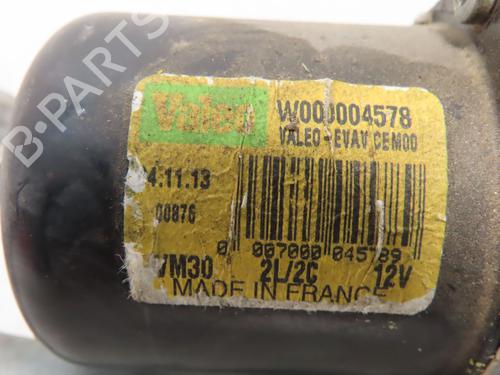 Valeo
W000004578
VALEO-EVAV CEM00
4.11.13
00876
0 007000 045789
VM30 2L/2C 12V
MADE IN FRANCE